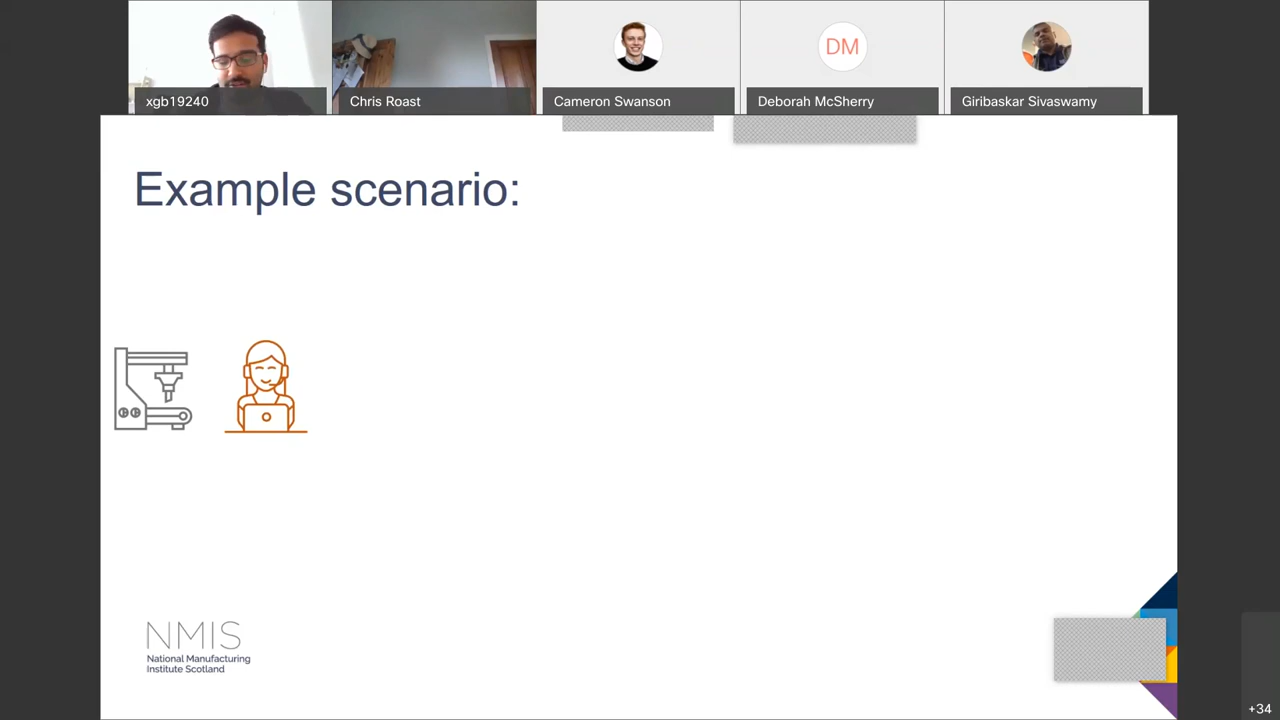 xgb19240
Chris Roast
Cameron Swanson
DM
Deborah McSherry
Giribaskar Sivaswamy
Example scenario:
NMIS
National Manufacturing
Institute Scotland
+34